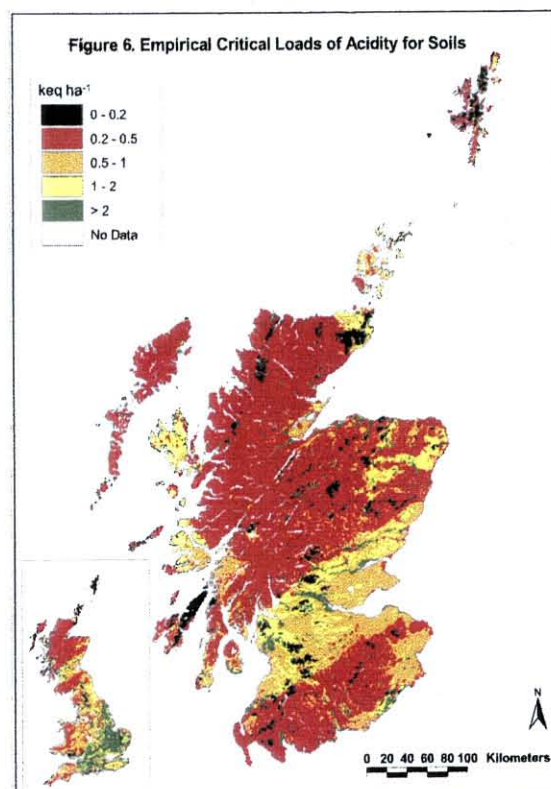 Figure 6. Empirical Critical Loads of Acidity for Soils
keq ha⁻¹
0 - 0.2
0.2 - 0.5
0.5 - 1
1 - 2
> 2
No Data
N
0 20 40 60 80 100 Kilometers